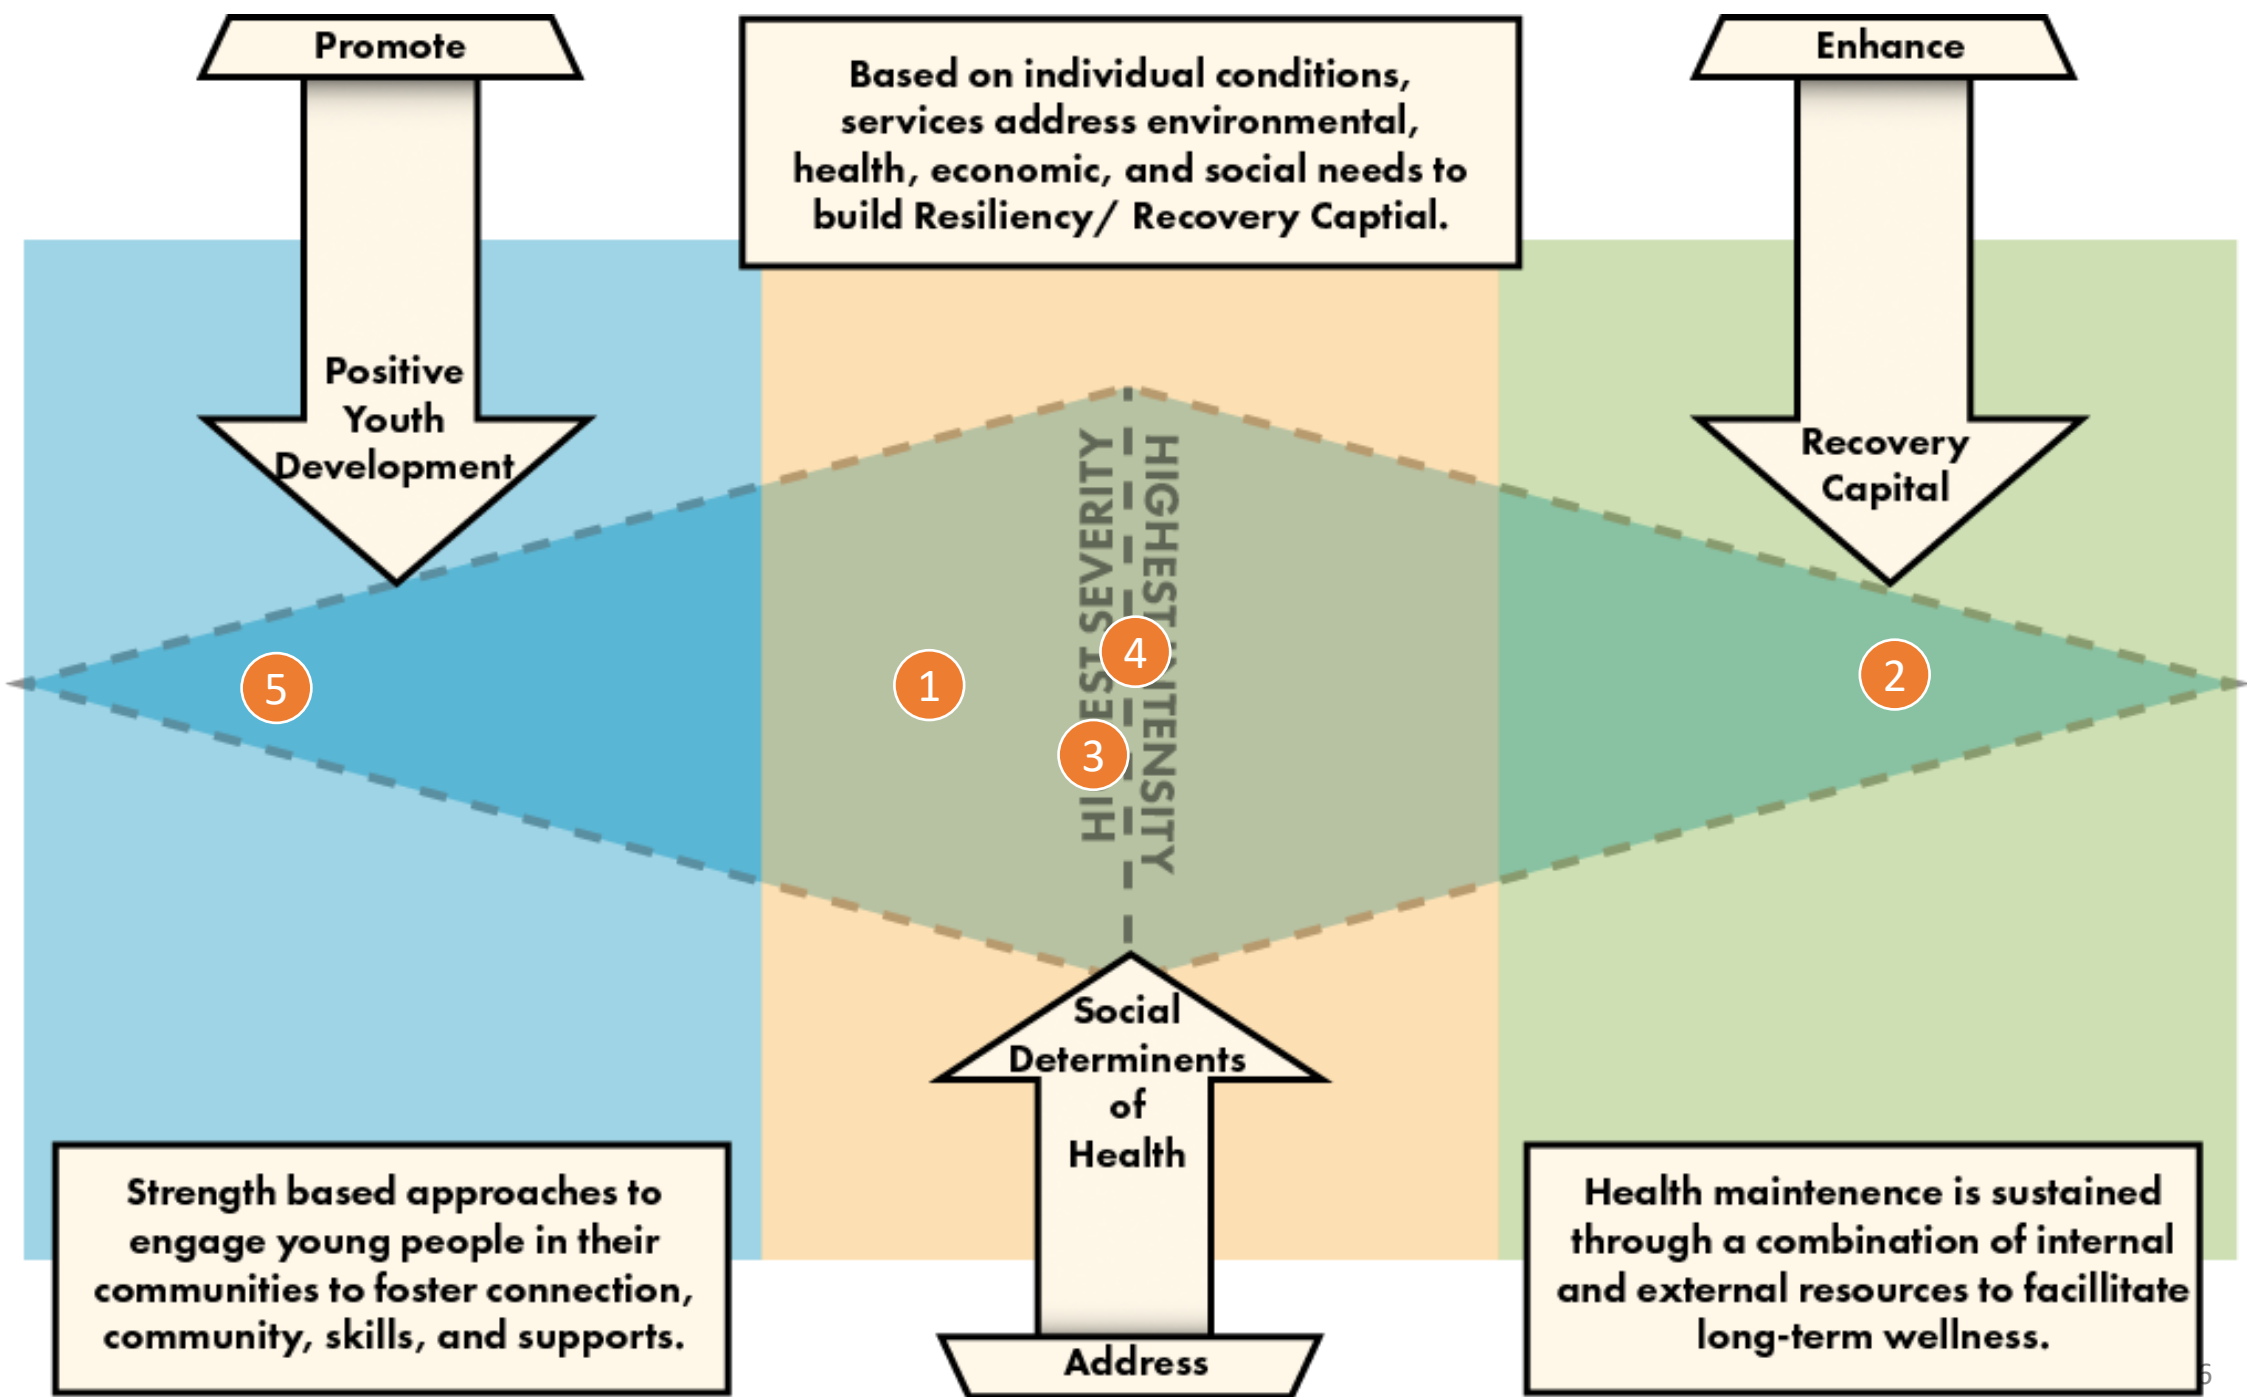 Promote
Positive
Youth
Development
Based on individual conditions,
services address environmental,
health, economic, and social needs to
build Resiliency/ Recovery Captial.
Enhance
Recovery
Capital
HIGHEST SEVERITY
HIGHEST INTENSITY
5
1
4
3
2
Social
Determinents
of
Health
Address
Strength based approaches to
engage young people in their
communities to foster connection,
community, skills, and supports.
Health maintenence is sustained
through a combination of internal
and external resources to facillitate
long-term wellness.
6